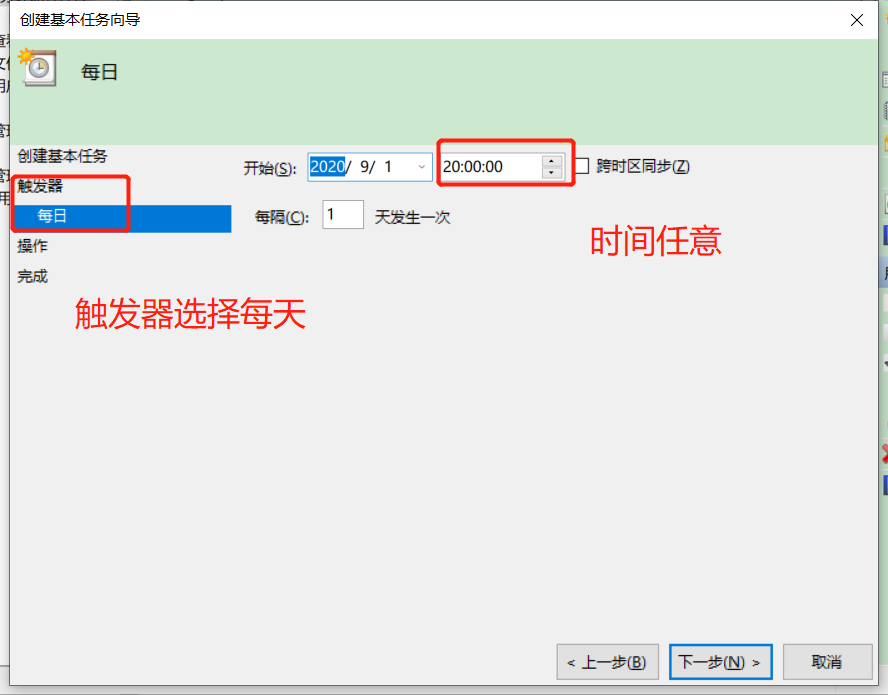 创建基本任务向导
每日
创建基本任务
触发器
每日
操作
完成
开始(S): 2020/ 9/ 1 20:00:00 跨时区同步(Z)
每隔(C): 1 天发生一次
时间任意
触发器选择每天
< 上一步(B) 下一步(N) > 取消